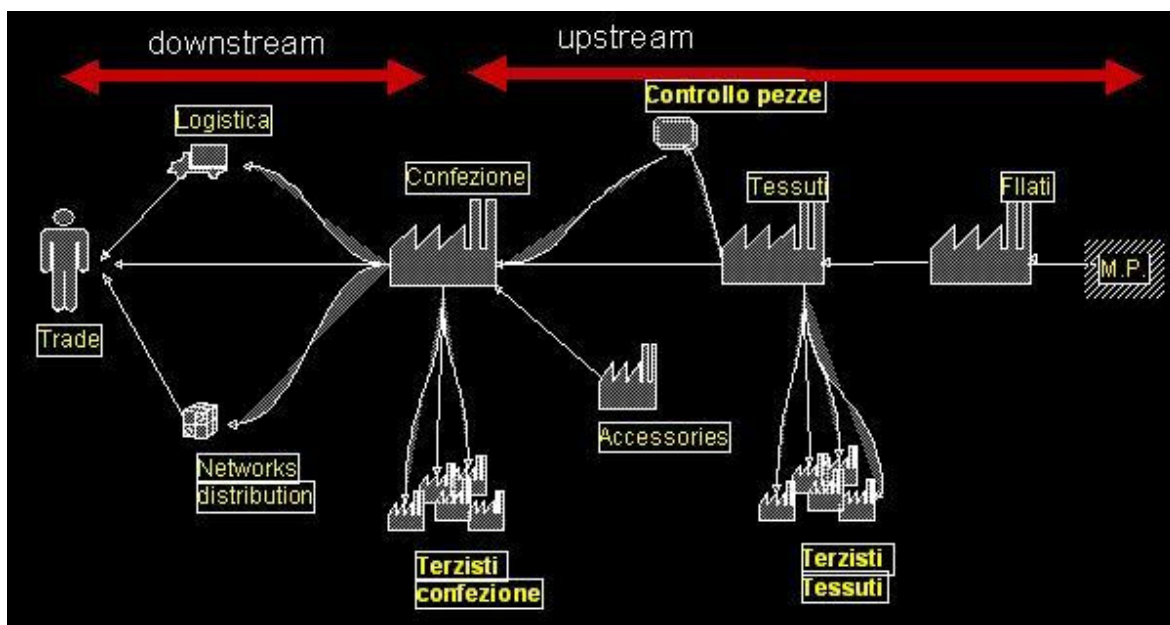 downstream
upstream
Controllo pezze
Logistica
Confezione
Tessuti
FIlati
M.P.
Trade
Accessories
Networks
distribution
Terzisti
confezione
Terzisti
Tessuti